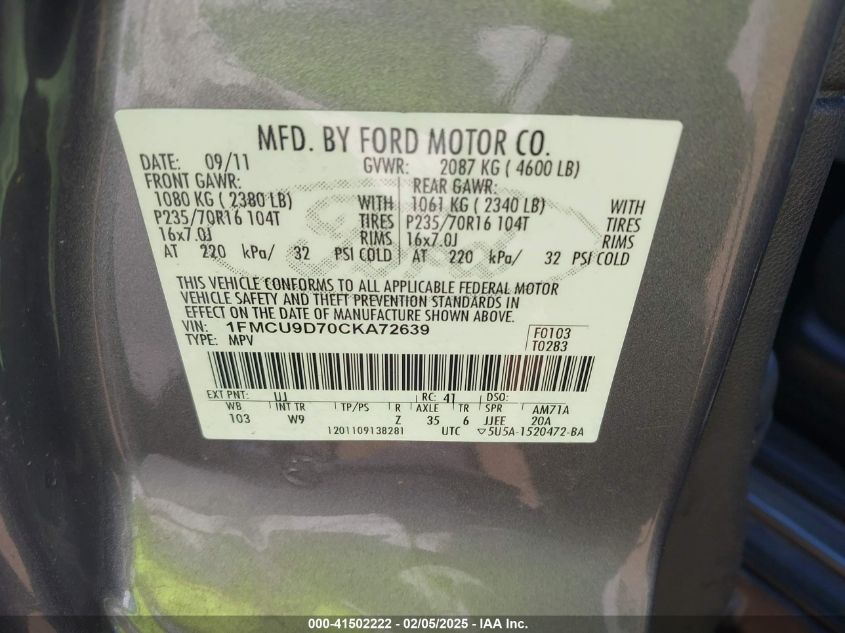 MFD. BY FORD MOTOR CO.
DATE: 09/11 GVWR: 2087 KG ( 4600 LB)
FRONT GAWR: REAR GAWR:
1080 KG ( 2380 LB) WITH 1061 KG ( 2340 LB) WITH
P235/70R16 104T TIRES P235/70R16 104T TIRES
16x7.0J RIMS 16x7.0J RIMS
AT 220 kPa/ 32 PSI COLD AT 220 kPa/ 32 PSI COLD
THIS VEHICLE CONFORMS TO ALL APPLICABLE FEDERAL MOTOR
VEHICLE SAFETY AND THEFT PREVENTION STANDARDS IN
EFFECT ON THE DATE OF MANUFACTURE SHOWN ABOVE.
VIN: 1FMCU9D70CKA72639 F0103
TYPE: MPV T0283
EXT PNT: UJ RC: 41 DSO:
WB INT TR TP/PS R AXLE TR SPR AM71A
103 W9 Z 35 6 JJEE 20A
1201109138281 UTC ▽5U5A-1520472-BA
Ford
000-41502222 - 02/05/2025 - IAA Inc.